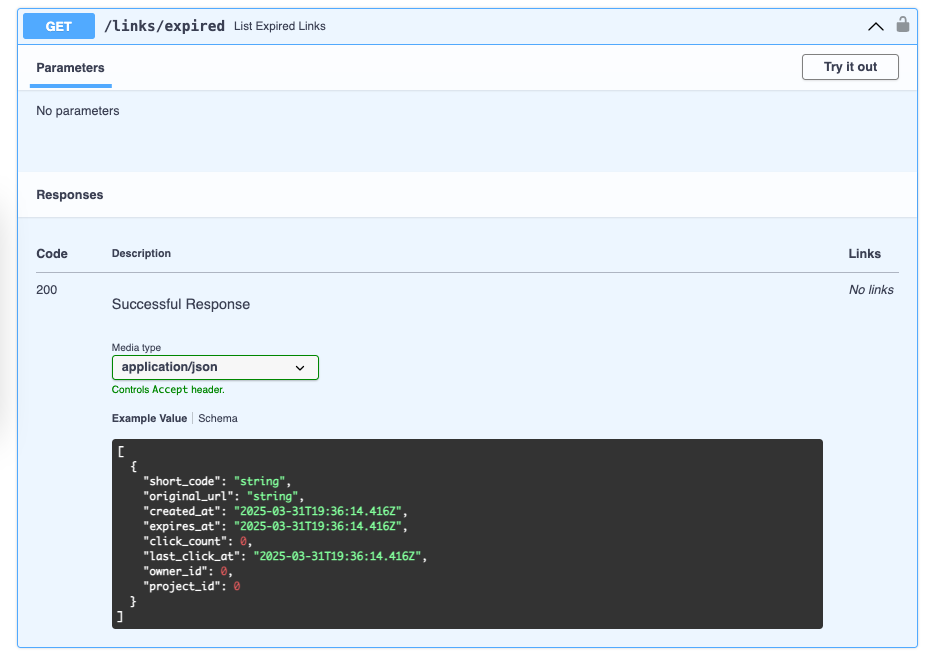 GET /links/expired List Expired Links
Parameters
Try it out
No parameters
Responses
Code Description Links
200
Successful Response
No links
Media type
application/json
Controls Accept header.
Example Value Schema
[
  {
    "short_code": "string",
    "original_url": "string",
    "created_at": "2025-03-31T19:36:14.416Z",
    "expires_at": "2025-03-31T19:36:14.416Z",
    "click_count": 0,
    "last_click_at": "2025-03-31T19:36:14.416Z",
    "owner_id": 0,
    "project_id": 0
  }
]